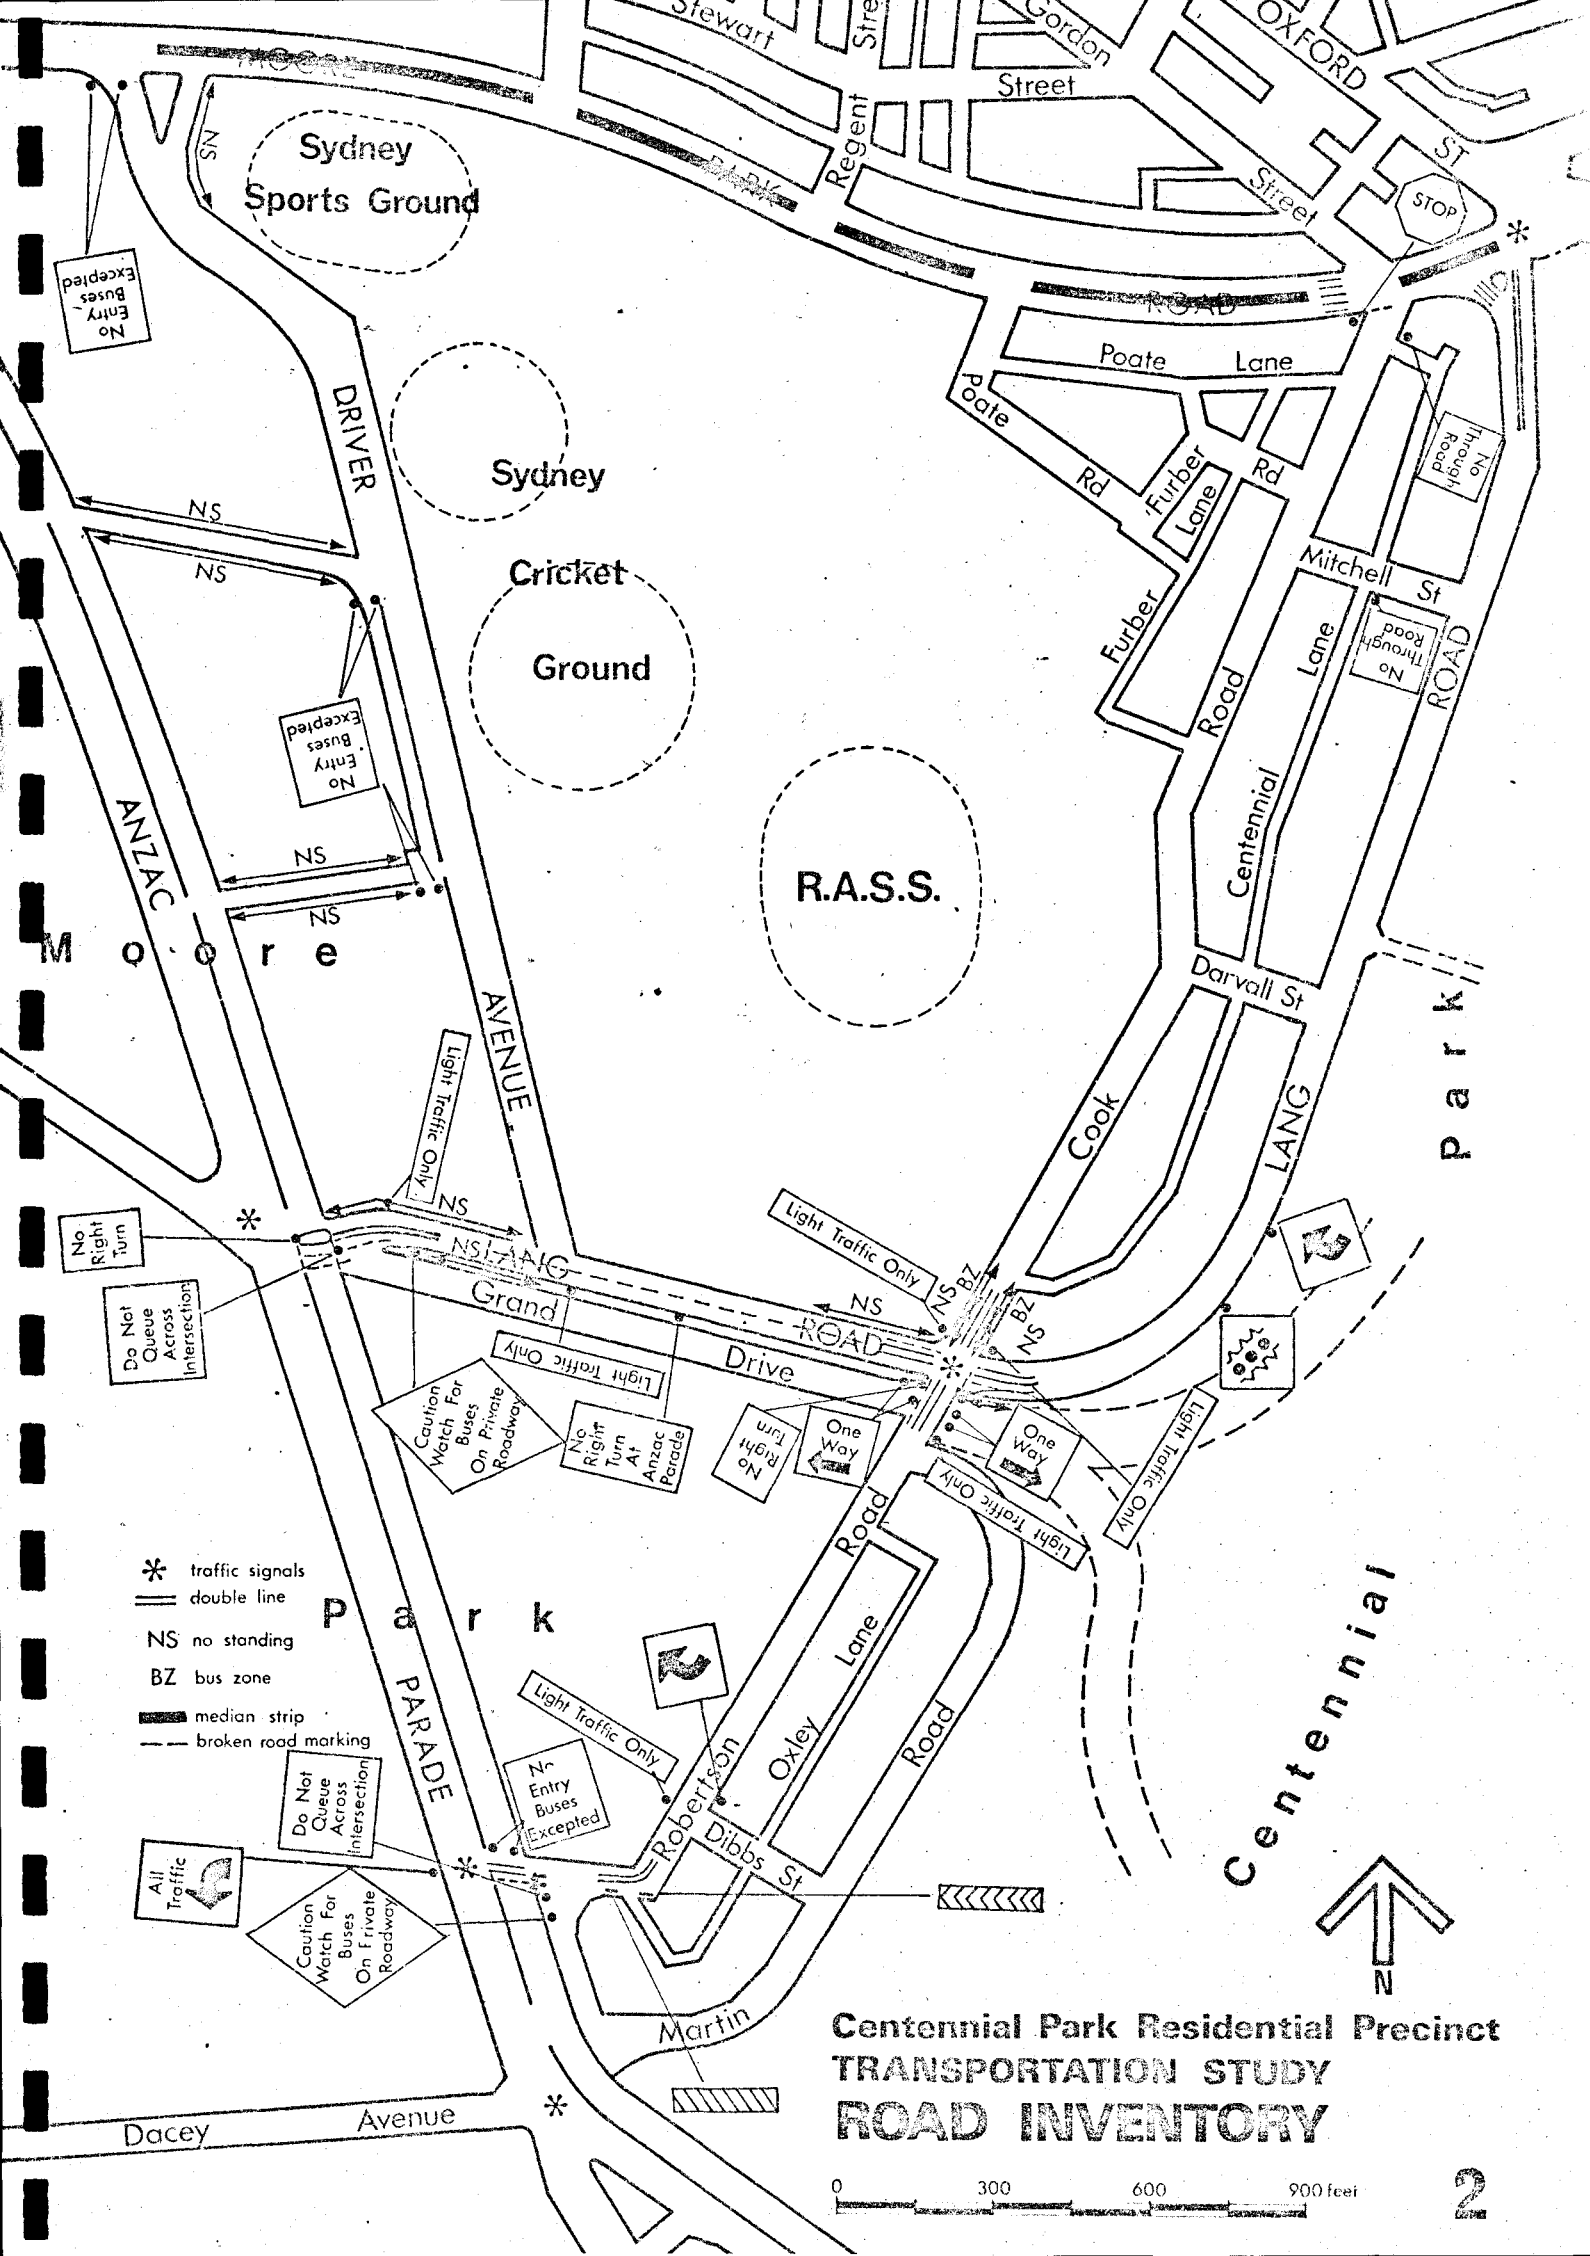 Stewart
Street
Gordon
Street
OXFORD
ST
MOORE
PARK
ROAD
Regent
Street
STOP
Sydney
Sports Ground
NS
No
Entry
Buses
Excepted
DRIVER
Sydney
Cricket
Ground
Poate Lane
Poate
Rd
Furber
Lane
Rd
Furber
Road
No
Through
Road
Mitchell
St
Lane
No
Through
Road
ROAD
NS
NS
No
Entry
Buses
Excepted
ANZAC
NS
NS
Moore
R.A.S.S.
Centennial
Darvall St
AVENUE
Park
Cook
LANG
Light Traffic Only
NS
No
Right
Turn
Do Not
Queue
Across
Intersection
NS
LANG
Grand
Light Traffic Only
NS
BZ
BZ
NS
NS
ROAD
Drive
Light Traffic Only
Caution
Watch For
Buses
On Private
Roadway
No
Right
Turn
At
Anzac
Parade
No
Right
Turn
One
Way
One
Way
Light Traffic Only
Light Traffic Only
Road
* traffic signals
double line
NS no standing
BZ bus zone
median strip
broken road marking
Park
PARADE
Lane
Oxley
Road
Light Traffic Only
Robertson
Dibbs
St
Do Not
Queue
Across
Intersection
Entry
Buses
Excepted
All
Traffic
Caution
Watch For
Buses
On Private
Roadway
Centennial
N
Martin
Dacey Avenue
Centennial Park Residential Precinct
TRANSPORTATION STUDY
ROAD INVENTORY
0 300 600 900 feet
2